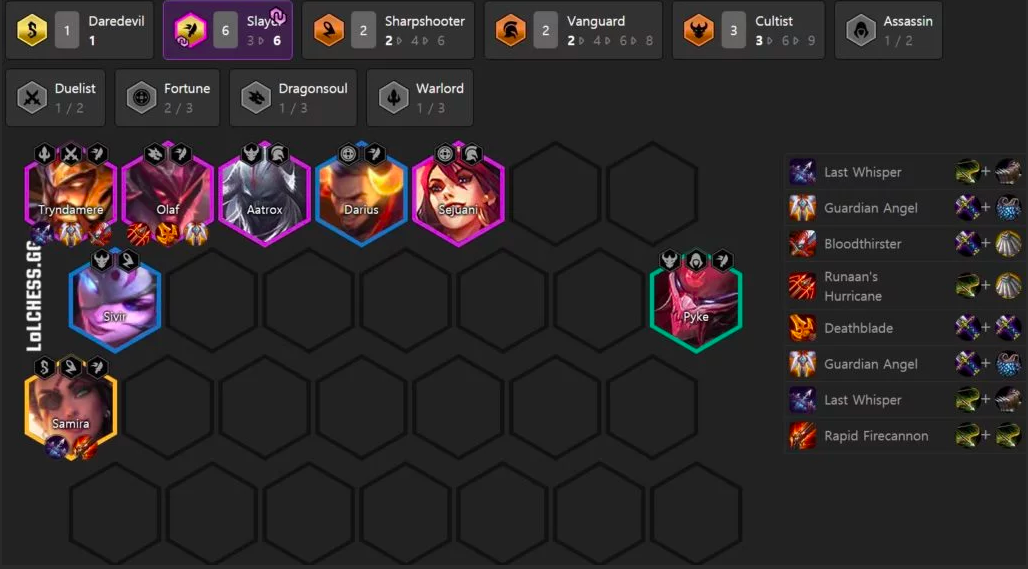 Daredevil
1
1
Slayer
6
3 6
Sharpshooter
2
2 4 6
Vanguard
2
2 4 6 8
Cultist
3
3 6 9
Assassin
1 / 2
Duelist
1 / 2
Fortune
2 / 3
Dragonsoul
1 / 3
Warlord
1 / 3
Tryndamere
Olaf
Aatrox
Darius
Sejuani
Sivir
Pyke
Samira
LoLCHESS.GG
Last Whisper +
Guardian Angel +
Bloodthirster +
Runaan's
Hurricane +
Deathblade +
Guardian Angel +
Last Whisper +
Rapid Firecannon +